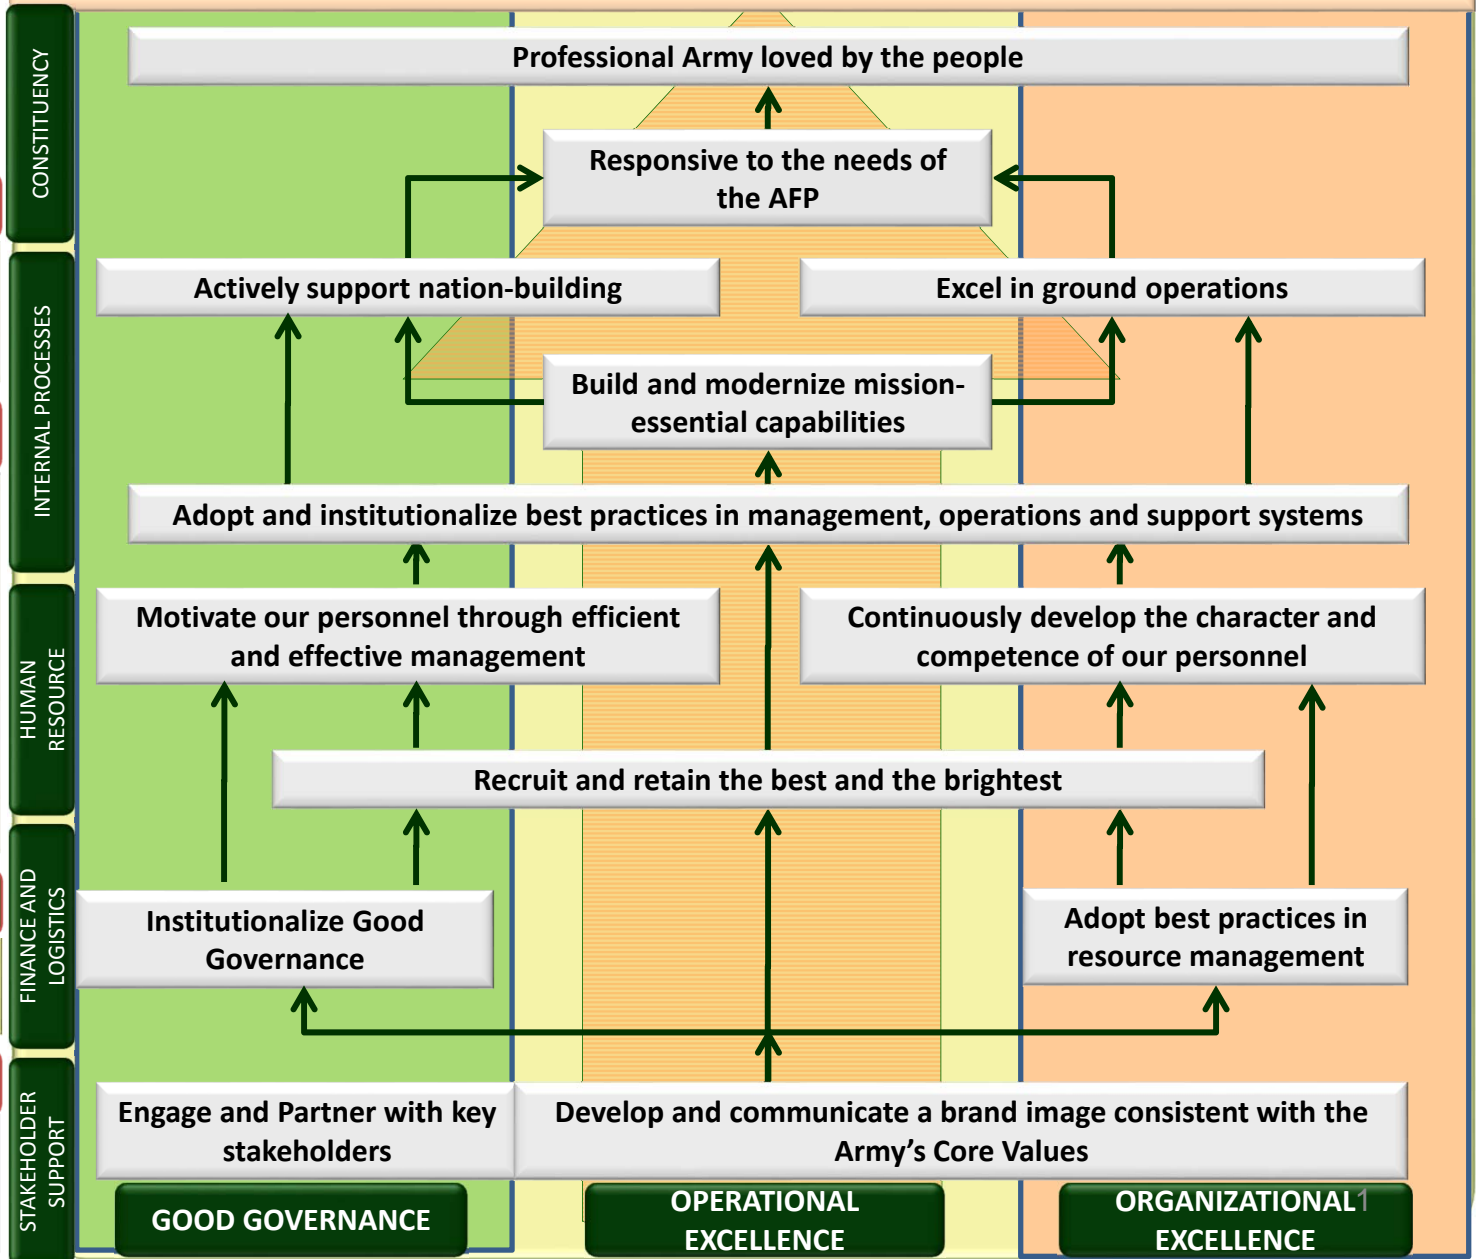 CONSTITUENCY
Professional Army loved by the people
Responsive to the needs of
the AFP
INTERNAL PROCESSES
Actively support nation-building
Excel in ground operations
Build and modernize mission-
essential capabilities
Adopt and institutionalize best practices in management, operations and support systems
HUMAN
RESOURCE
Motivate our personnel through efficient
and effective management
Continuously develop the character and
competence of our personnel
Recruit and retain the best and the brightest
FINANCE AND
LOGISTICS
Institutionalize Good
Governance
Adopt best practices in
resource management
STAKEHOLDER
SUPPORT
Engage and Partner with key
stakeholders
Develop and communicate a brand image consistent with the
Army’s Core Values
GOOD GOVERNANCE
OPERATIONAL
EXCELLENCE
ORGANIZATIONAL
EXCELLENCE
1